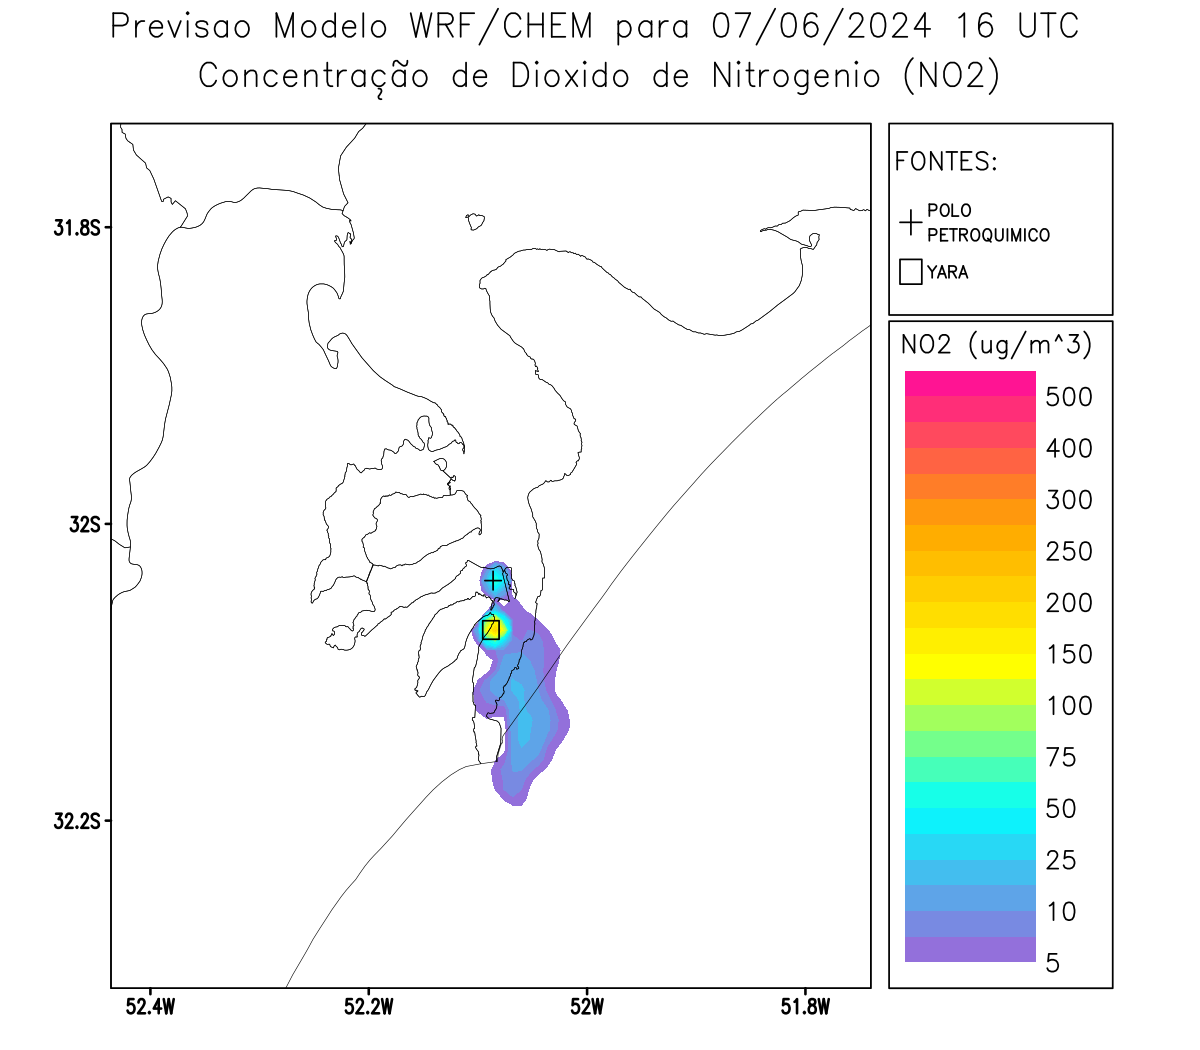 Previsao Modelo WRF/CHEM para 07/06/2024 16 UTC
Concentração de Dioxido de Nitrogenio (NO2)
FONTES:
POLO
PETROQUIMICO
YARA
NO2 (ug/m^3)
500
400
300
250
200
150
100
75
50
25
10
5
31.8S
32S
32.2S
52.4W
52.2W
52W
51.8W